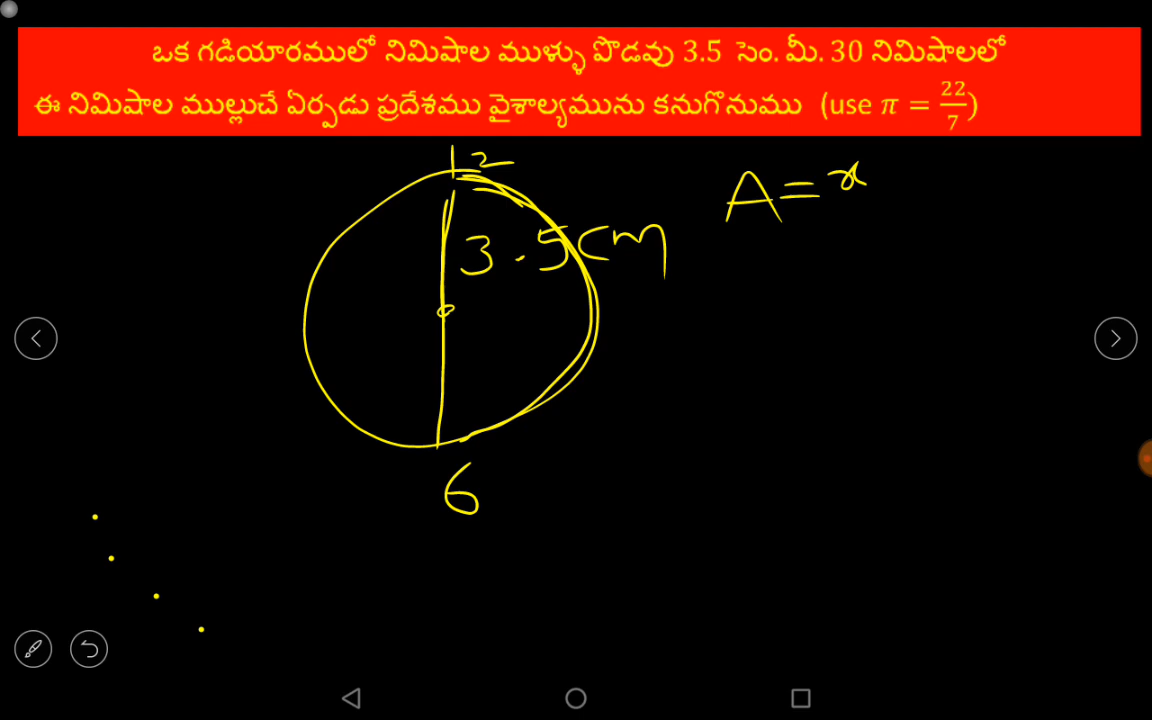 ఒక గడియారములో నిమిషాల ముళ్ళు పొడవు 3.5 సెం. మీ. 30 నిమిషాలలో
ఈ నిమిషాల ముల్లుచే ఏర్పడు ప్రదేశము వైశాల్యమును కనుగొనుము (use π = 22/7)
12
A = x
3.5cm
6